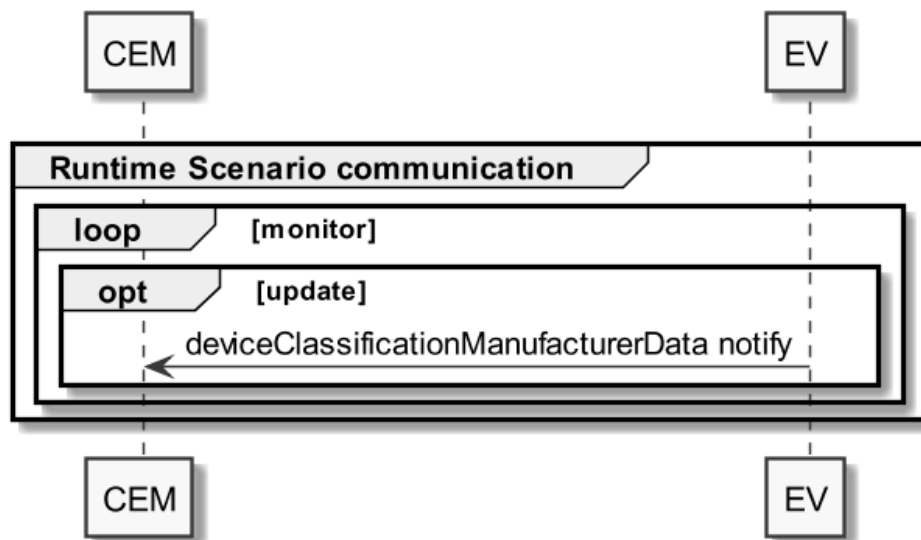 CEM EV
Runtime Scenario communication
loop [monitor]
opt [update]
deviceClassificationManufacturerData notify
CEM EV